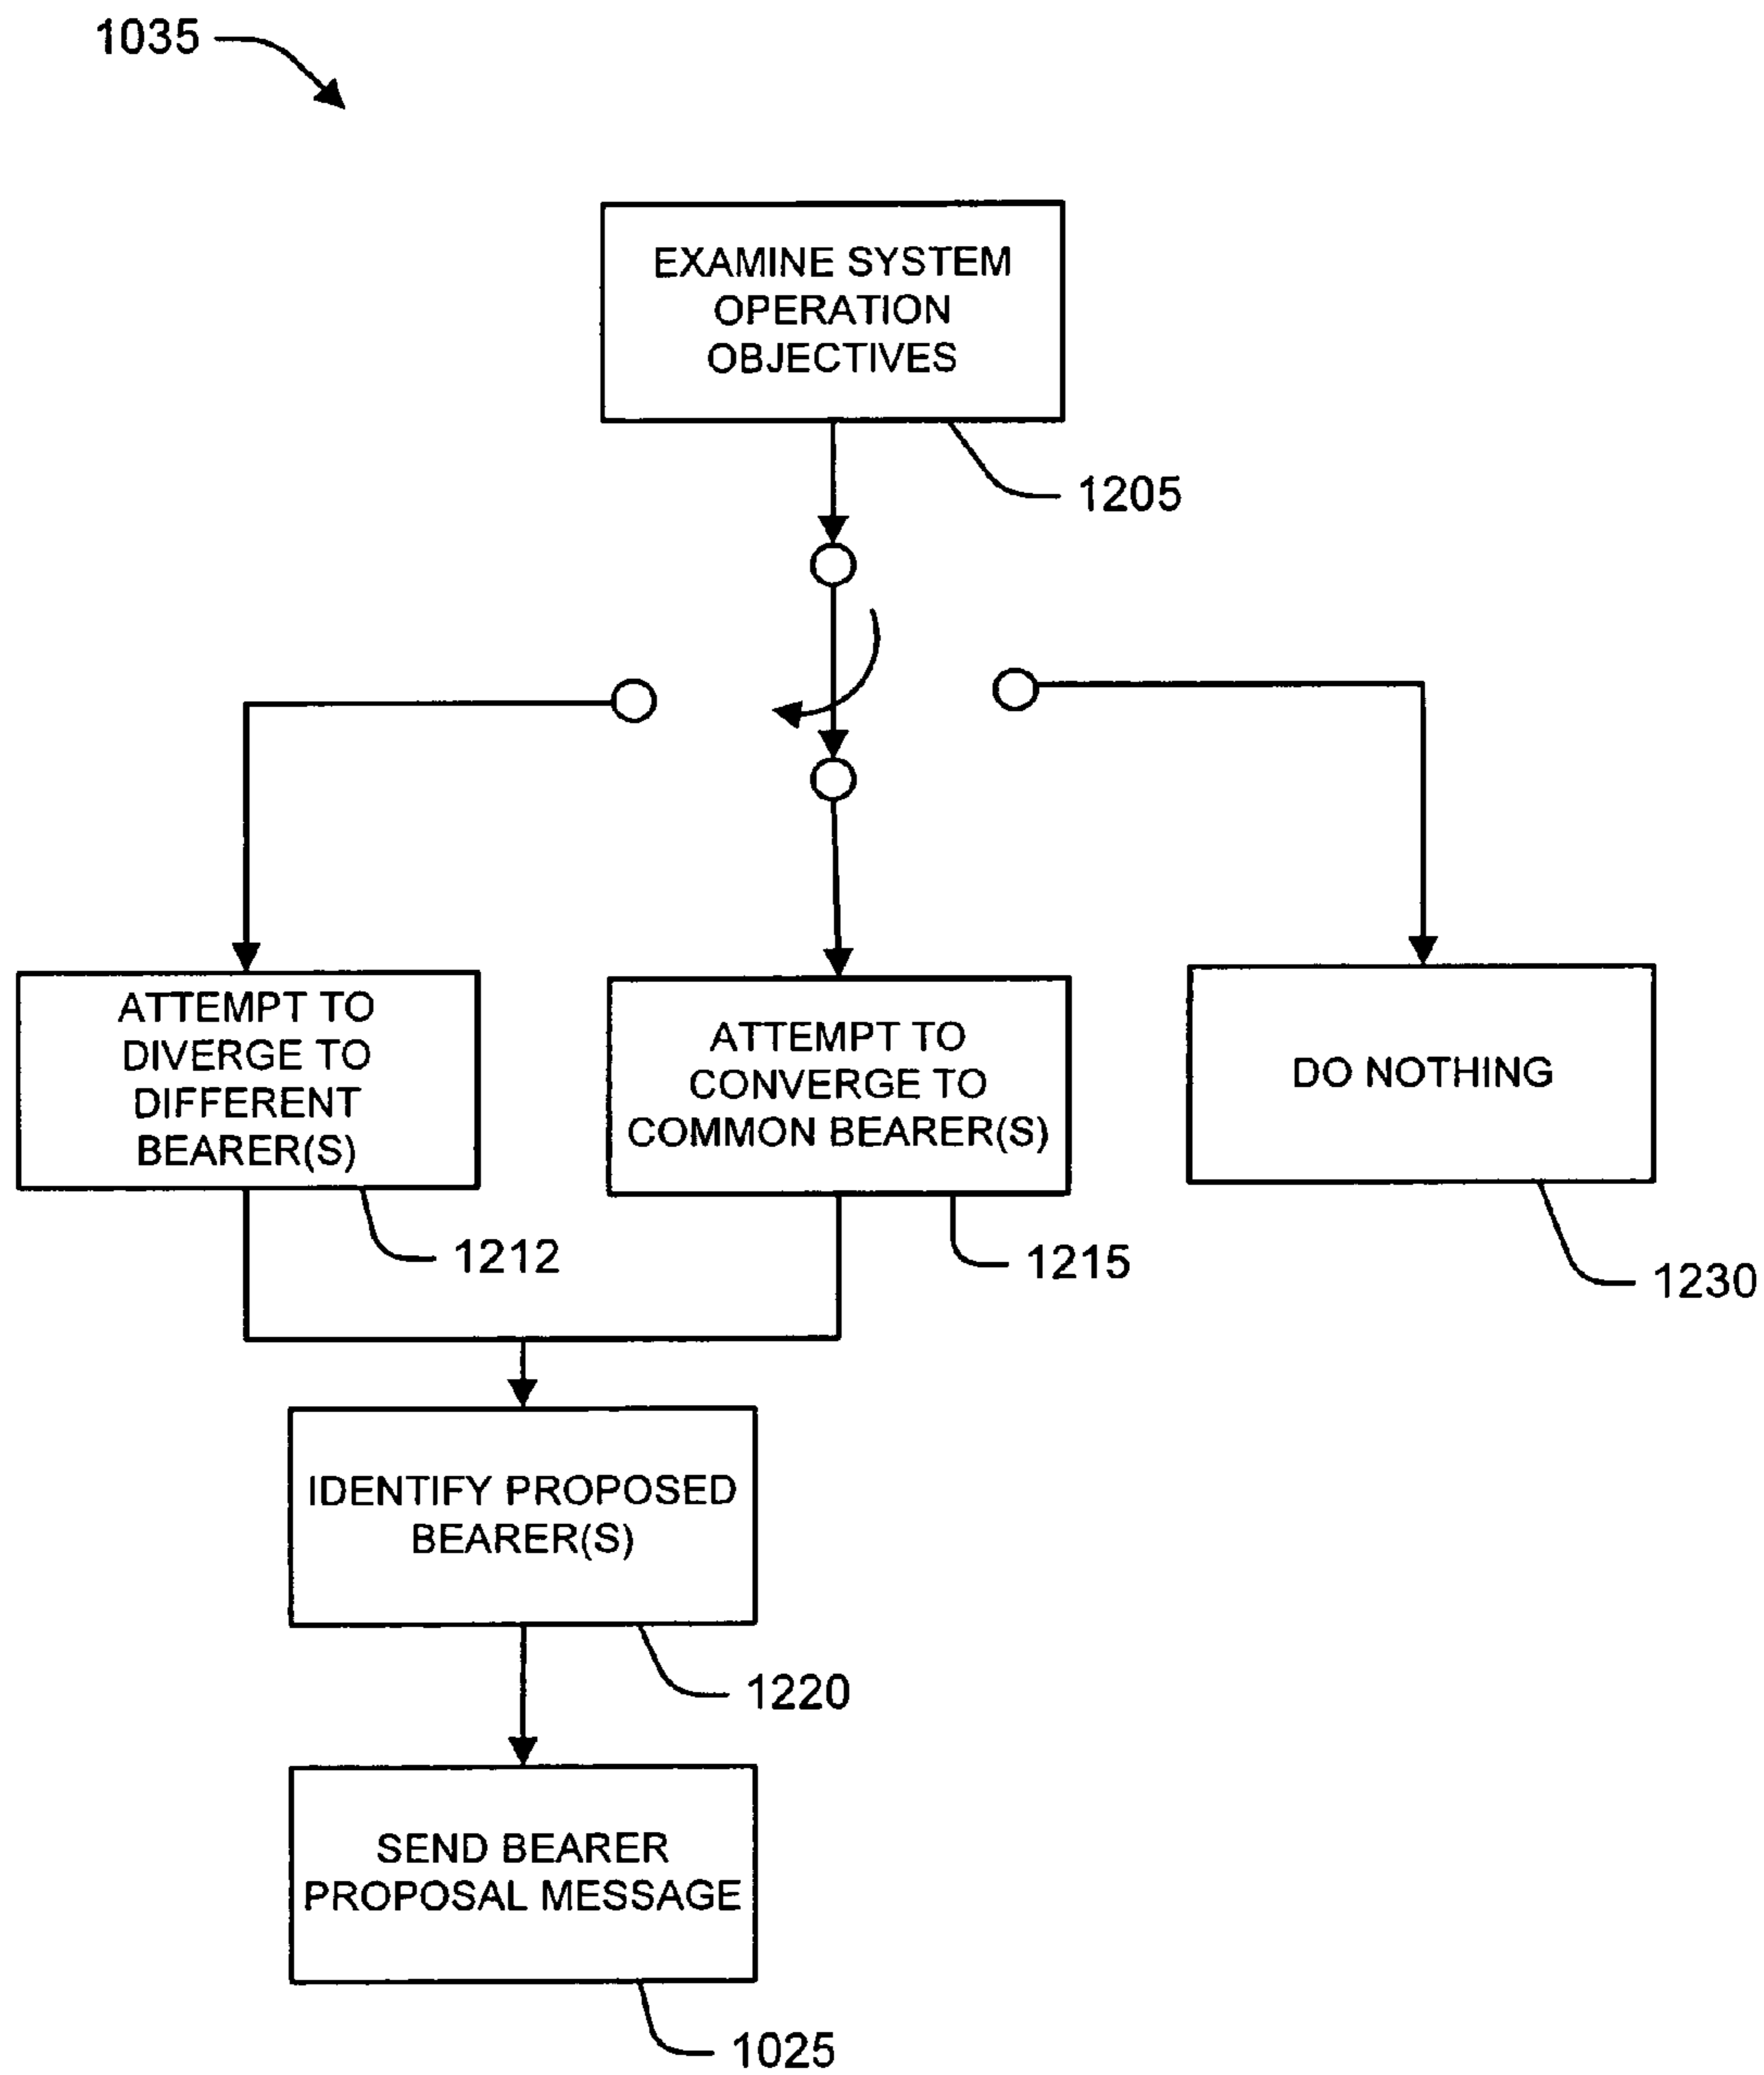 1035
EXAMINE SYSTEM
OPERATION
OBJECTIVES
1205
ATTEMPT TO
DIVERGE TO
DIFFERENT
BEARER(S)
1212
ATTEMPT TO
CONVERGE TO
COMMON BEARER(S)
1215
DO NOTHING
1230
IDENTIFY PROPOSED
BEARER(S)
1220
SEND BEARER
PROPOSAL MESSAGE
1025